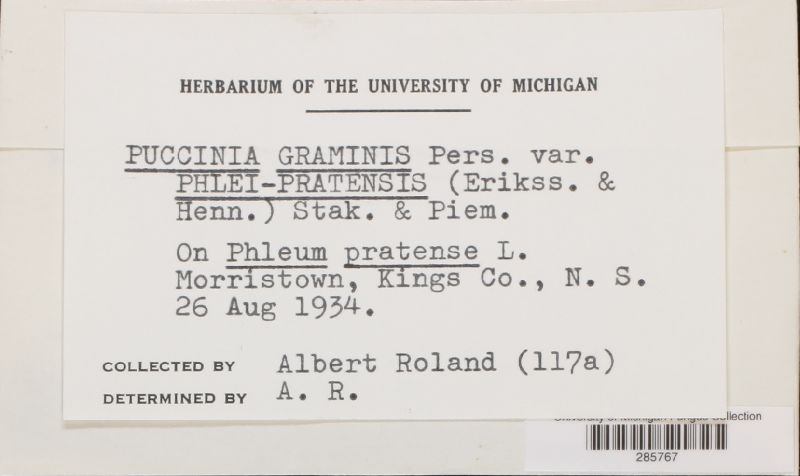 HERBARIUM OF THE UNIVERSITY OF MICHIGAN
PUCCINIA GRAMINIS Pers. var.
PHLEI-PRATENSIS (Erikss. &
Henn.) Stak. & Piem.
On Phleum pratense L.
Morristown, Kings Co., N. S.
26 Aug 1934.
COLLECTED BY Albert Roland (117a)
DETERMINED BY A. R.
University of Michigan Fungus Collection
285767